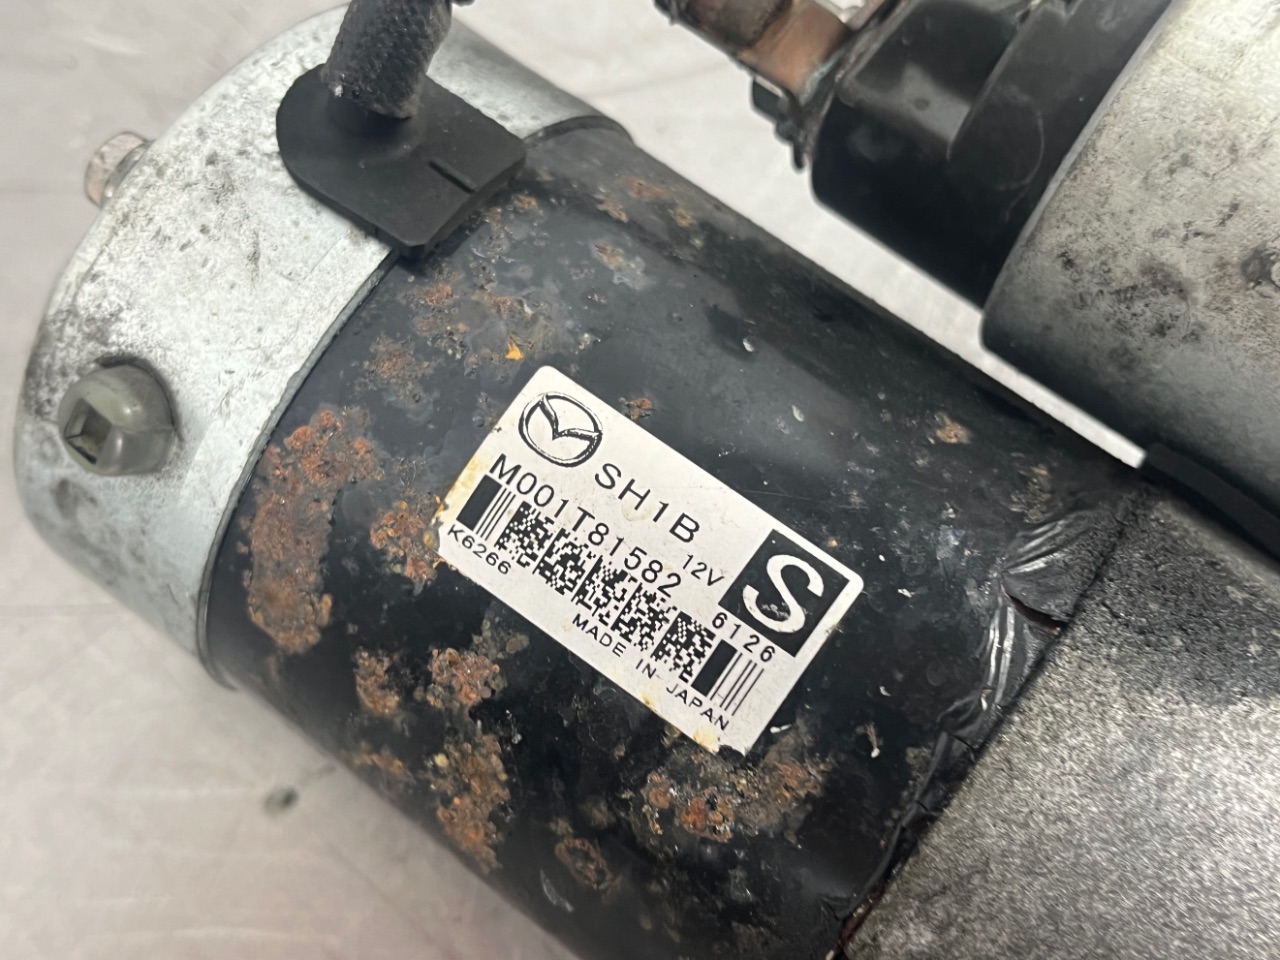 SH1B
M001T81582 12V
S
K6266 6126
MADE IN JAPAN